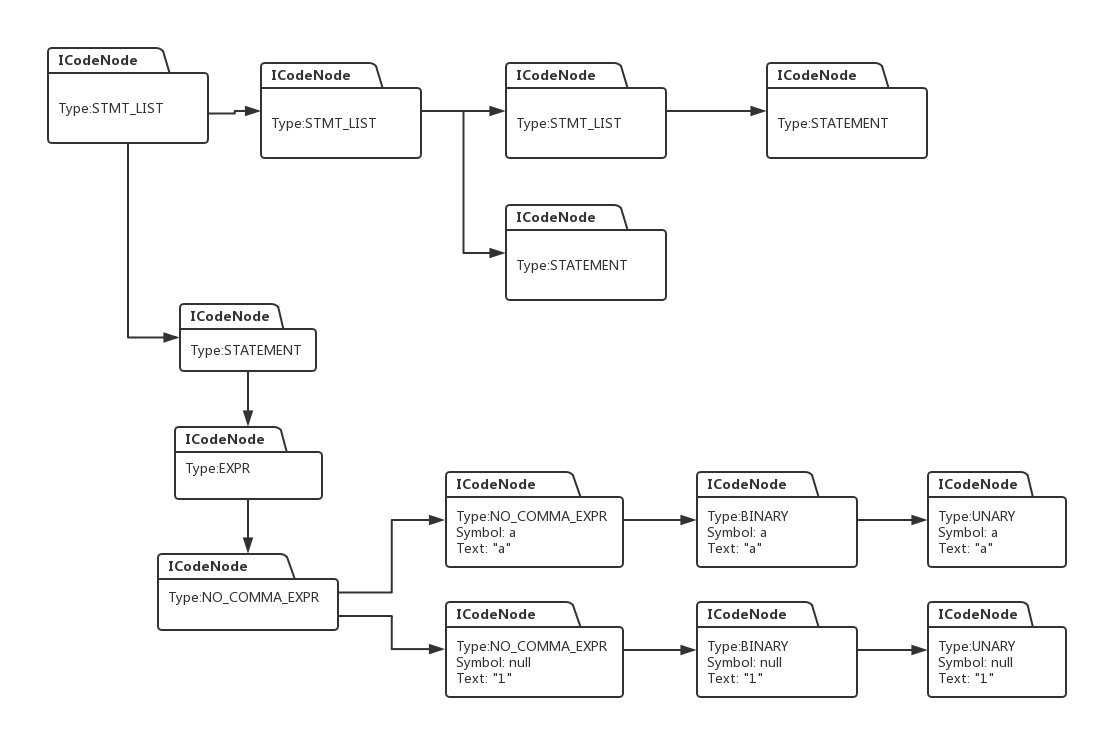 ICodeNode
Type:STMT_LIST
ICodeNode
Type:STMT_LIST
ICodeNode
Type:STMT_LIST
ICodeNode
Type:STATEMENT
ICodeNode
Type:STATEMENT
ICodeNode
Type:STATEMENT
ICodeNode
Type:EXPR
ICodeNode
Type:NO_COMMA_EXPR
ICodeNode
Type:NO_COMMA_EXPR
Symbol: a
Text: "a"
ICodeNode
Type:BINARY
Symbol: a
Text: "a"
ICodeNode
Type:UNARY
Symbol: a
Text: "a"
ICodeNode
Type:NO_COMMA_EXPR
Symbol: null
Text: "1"
ICodeNode
Type:BINARY
Symbol: null
Text: "1"
ICodeNode
Type:UNARY
Symbol: null
Text: "1"